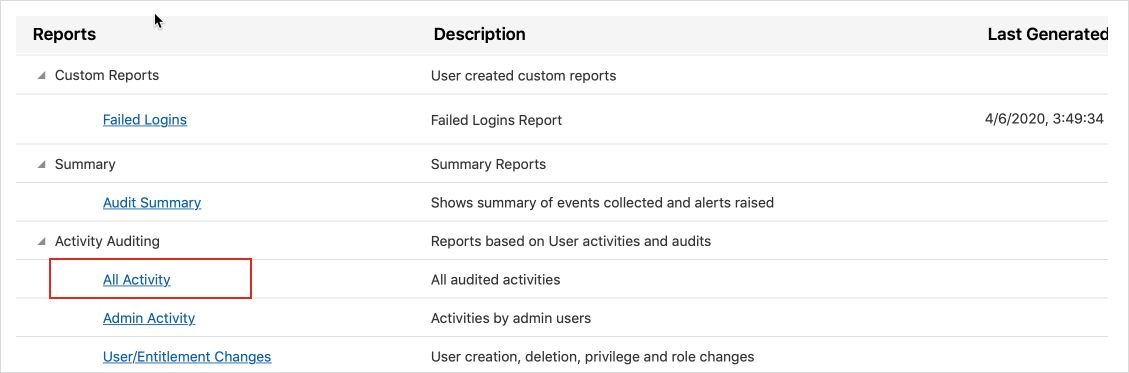 Reports Description Last Generated
Custom Reports User created custom reports
Failed Logins Failed Logins Report 4/6/2020, 3:49:34
Summary Summary Reports
Audit Summary Shows summary of events collected and alerts raised
Activity Auditing Reports based on User activities and audits
All Activity All audited activities
Admin Activity Activities by admin users
User/Entitlement Changes User creation, deletion, privilege and role changes